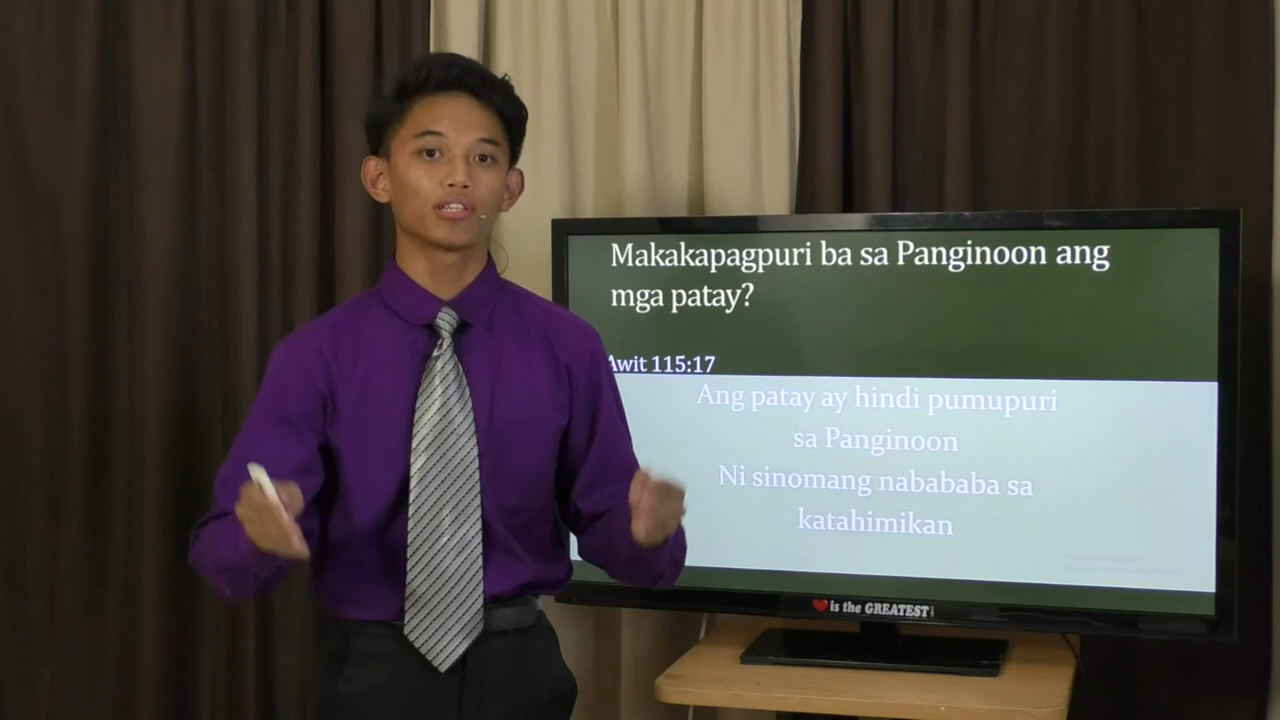 Makakapagpuri ba sa Panginoon ang
mga patay?
Awit 115:17
Ang patay ay hindi pumupuri
sa Panginoon
Ni sinomang nabababa sa
katahimikan
is the GREATEST